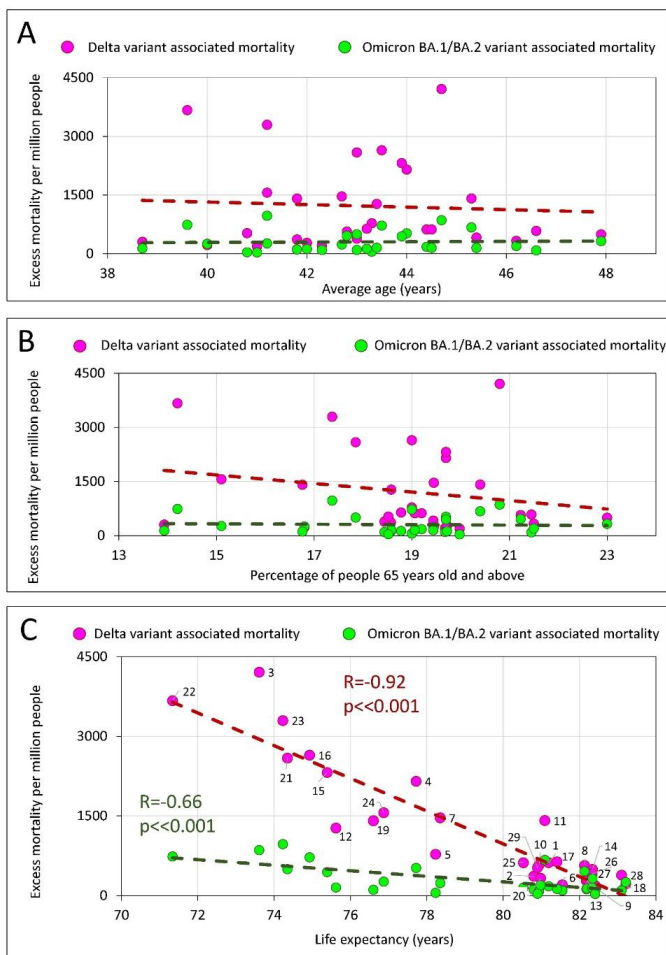 A
Delta variant associated mortality
Omicron BA.1/BA.2 variant associated mortality
Excess mortality per million people
4500
3000
1500
0
38 40 42 44 46 48
Average age (years)
B
Delta variant associated mortality
Omicron BA.1/BA.2 variant associated mortality
Excess mortality per million people
4500
3000
1500
0
13 15 17 19 21 23
Percentage of people 65 years old and above
C
Delta variant associated mortality
Omicron BA.1/BA.2 variant associated mortality
Excess mortality per million people
4500
3000
1500
0
R=-0.92
p<<0.001
R=-0.66
p<<0.001
22
3
23
21
16
15
12
24
19
4
7
5
11
29 10 1 8 14
25 17 26
2 6 27 28
20 13 9 18
70 72 74 76 78 80 82 84
Life expectancy (years)